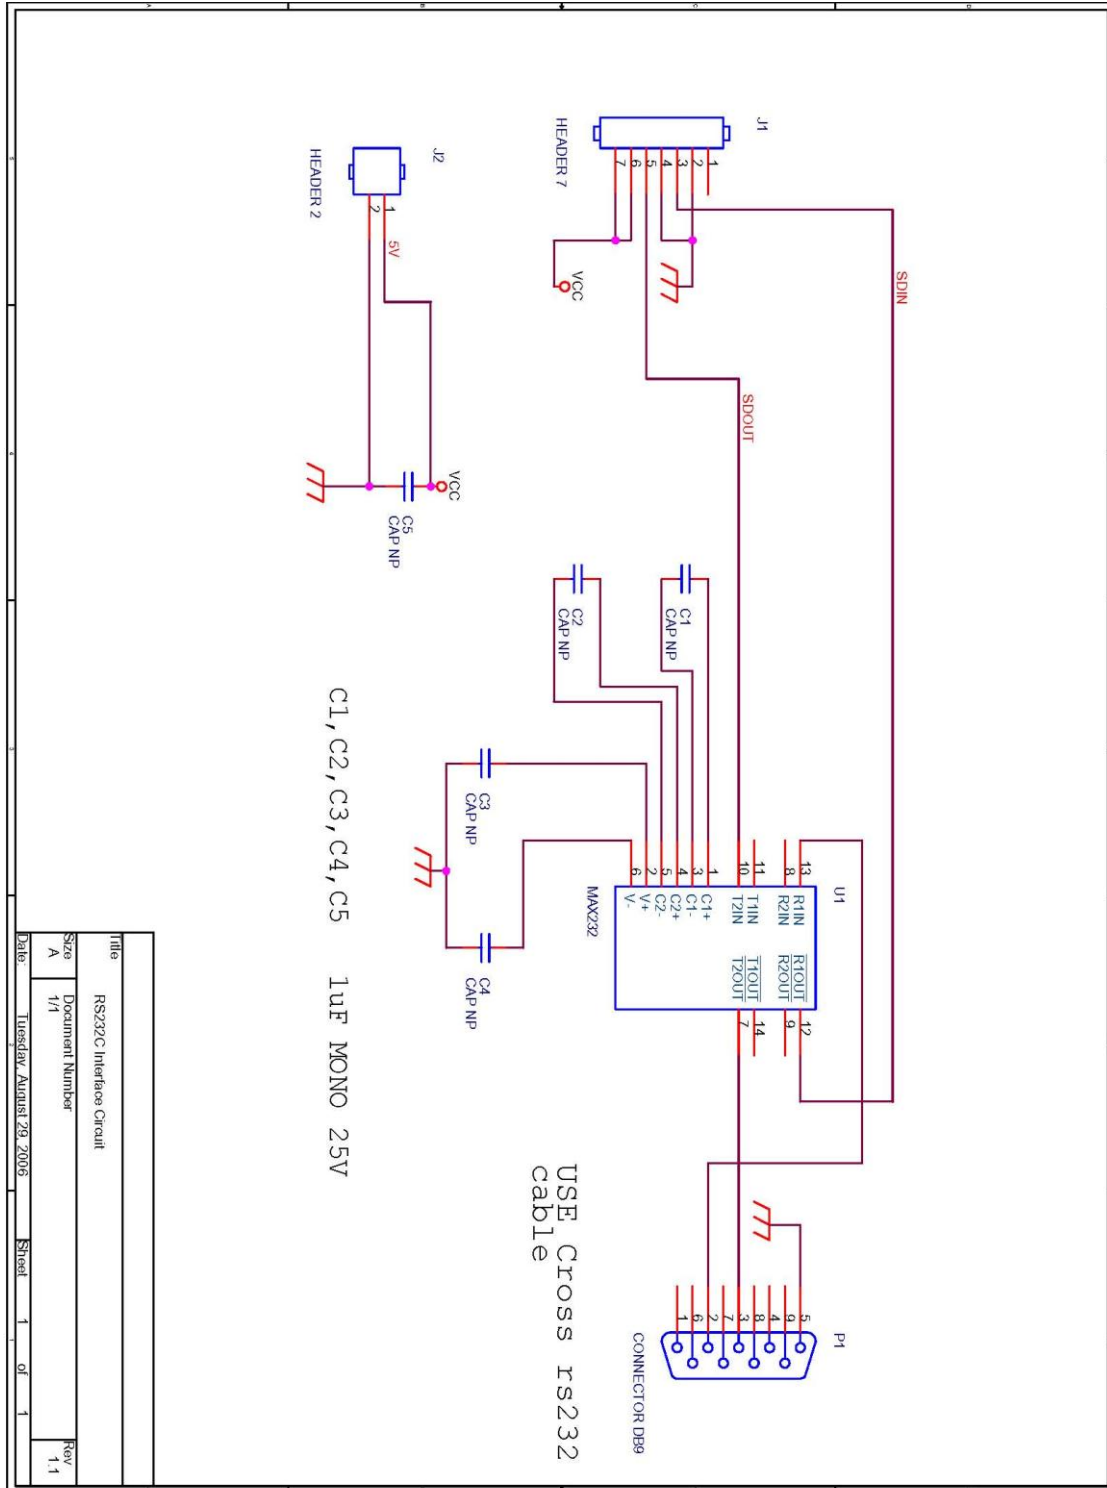 J1
HEADER 7
1
2
3
4
5
6
7
SDIN
VCC
SDOUT
J2
HEADER 2
1
2
5V
VCC
C5
CAP NP
C1
CAP NP
C2
CAP NP
C3
CAP NP
C4
CAP NP
U1
MAX232
13 R1IN
8 R2IN
11 T1IN
10 T2IN
1 C1+
3 C1-
4 C2+
5 C2-
2 V+
6 V-
R1OUT 12
R2OUT 9
T1OUT 14
T2OUT 7
P1
CONNECTOR DB9
5
9
4
8
3
7
2
6
1
USE Cross rs232
cable
C1,C2,C3,C4,C5 1uF MONO 25V
Title
RS232C Interface Circuit
Size Document Number Rev
A 1/1 1.1
Date: Tuesday, August 29, 2006 Sheet 1 of 1